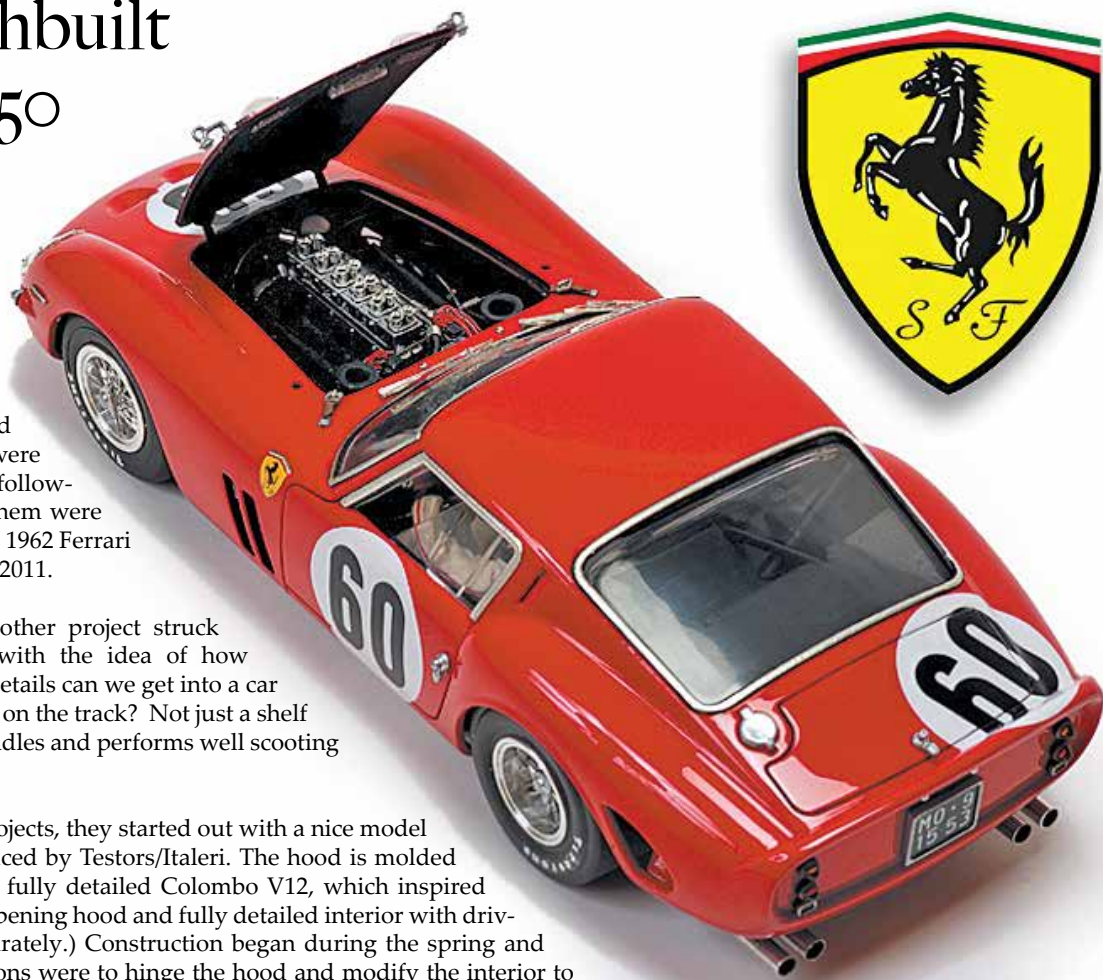 hbuilt
50
d
were
follow-
hem were
1962 Ferrari
2011.
other project struck
with the idea of how
etails can we get into a car
on the track? Not just a shelf
dles and performs well scooting
ojects, they started out with a nice model
ced by Testors/Italeri. The hood is molded
fully detailed Colombo V12, which inspired
pening hood and fully detailed interior with driv-
arately.) Construction began during the spring and
ons were to hinge the hood and modify the interior to
S F
60
60
MO·9
1553